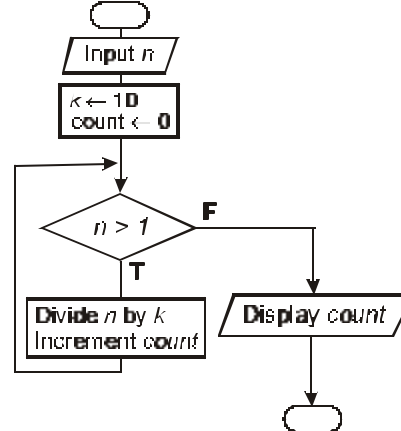 Input n
k ← 10
count ← 0
n > 1
F
T
Divide n by k
Increment count
Display count